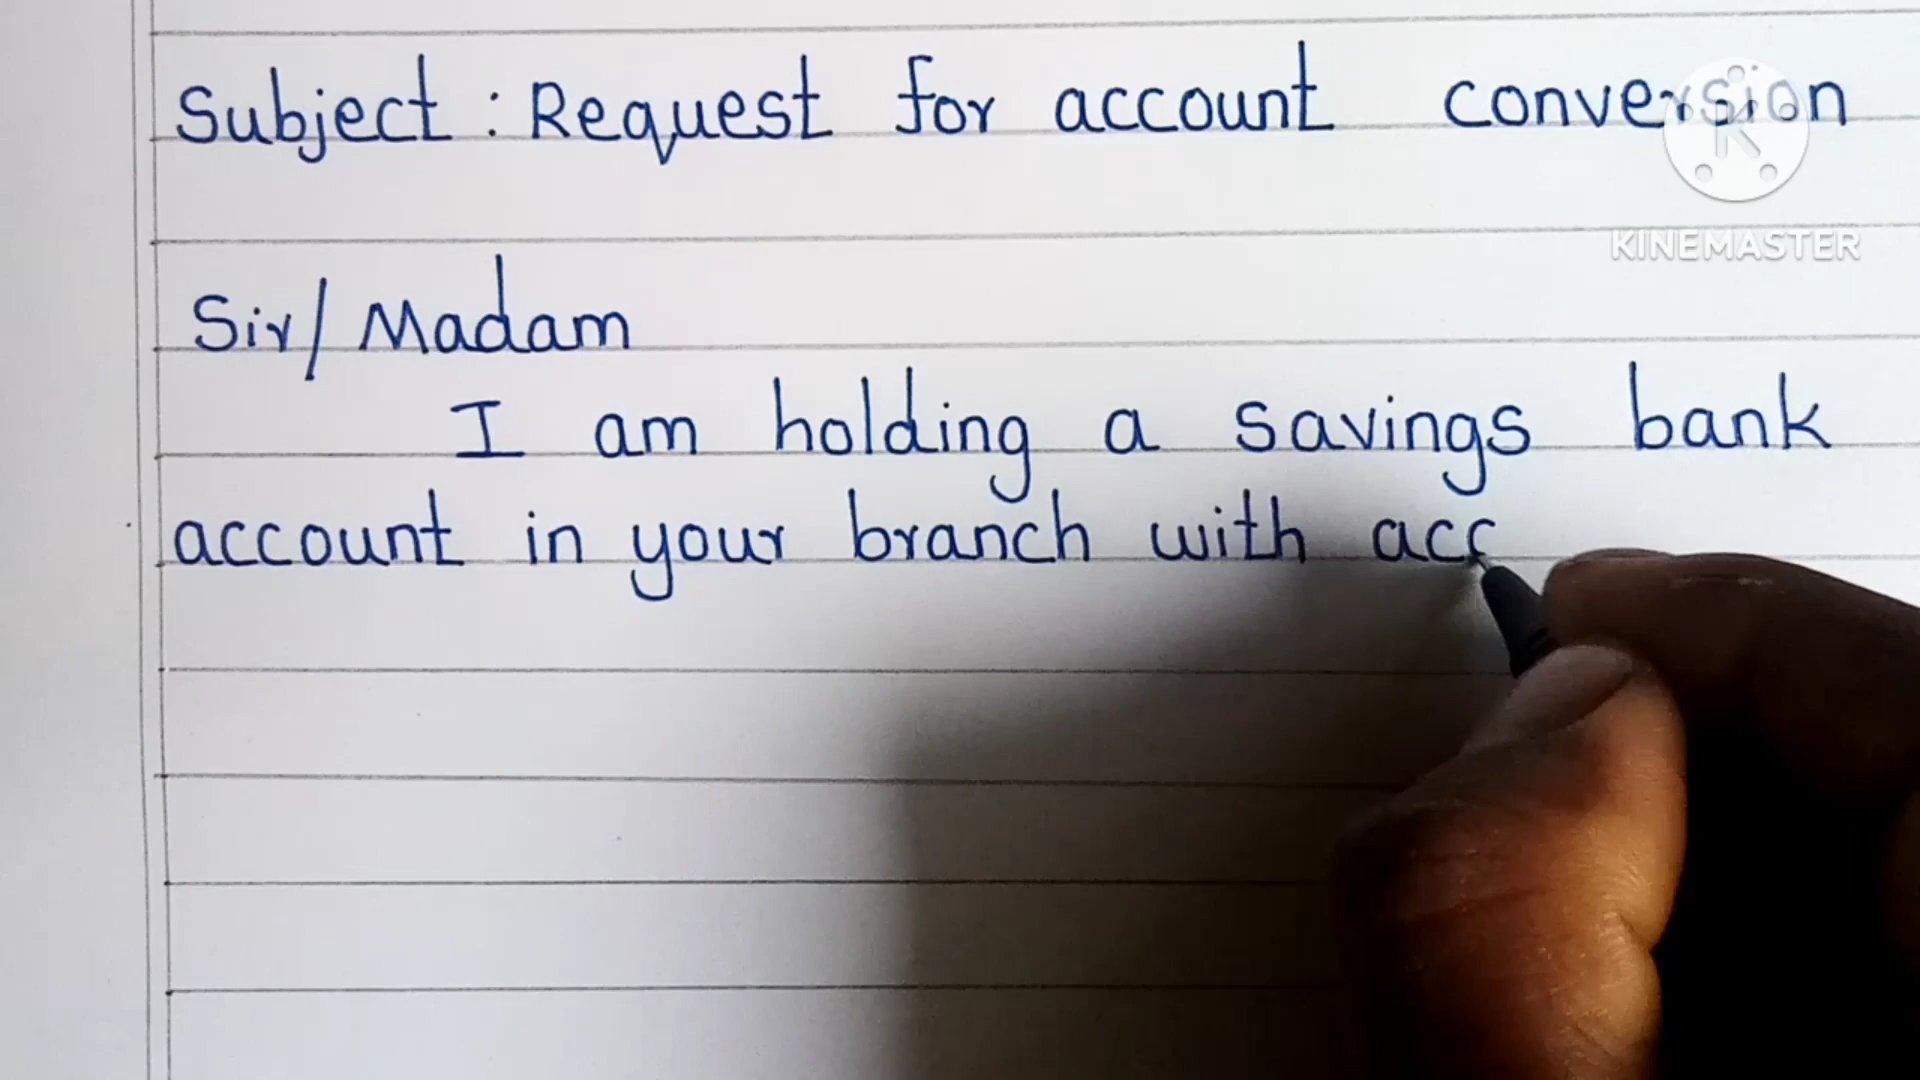 Subject : Request for account conversion
KINEMASTER
Sir/ Madam
I am holding a savings bank
account in your branch with acc